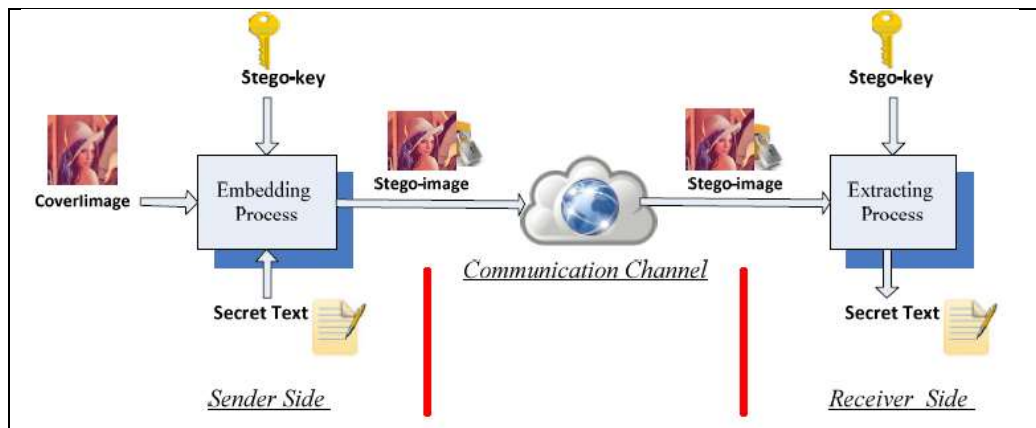 Stego-key
Stego-key
Coverlimage
Embedding
Process
Stego-image
Stego-image
Extracting
Process
Communication Channel
Secret Text
Secret Text
Sender Side
Receiver Side